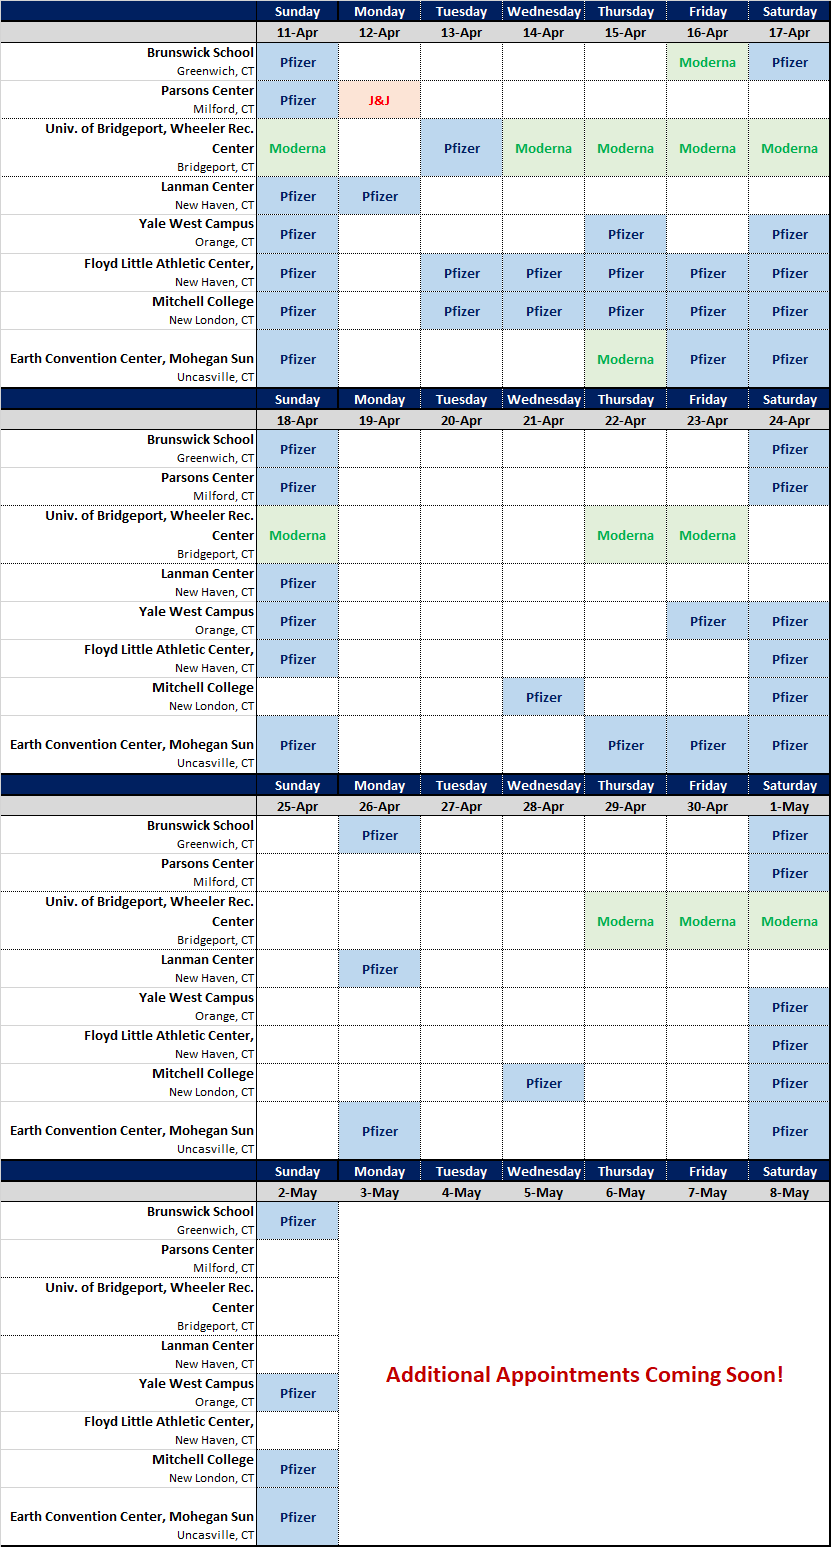 Sunday Monday Tuesday Wednesday Thursday Friday Saturday
11-Apr 12-Apr 13-Apr 14-Apr 15-Apr 16-Apr 17-Apr
Brunswick School
Greenwich, CT
Pfizer Moderna Pfizer
Parsons Center
Milford, CT
Pfizer J&J
Univ. of Bridgeport, Wheeler Rec.
Center
Bridgeport, CT
Moderna Pfizer Moderna Moderna Moderna Moderna
Lanman Center
New Haven, CT
Pfizer Pfizer
Yale West Campus
Orange, CT
Pfizer Pfizer Pfizer
Floyd Little Athletic Center,
New Haven, CT
Pfizer Pfizer Pfizer Pfizer Pfizer Pfizer
Mitchell College
New London, CT
Pfizer Pfizer Pfizer Pfizer Pfizer Pfizer
Earth Convention Center, Mohegan Sun
Uncasville, CT
Pfizer Moderna Pfizer Pfizer
Sunday Monday Tuesday Wednesday Thursday Friday Saturday
18-Apr 19-Apr 20-Apr 21-Apr 22-Apr 23-Apr 24-Apr
Brunswick School
Greenwich, CT
Pfizer Pfizer
Parsons Center
Milford, CT
Pfizer Pfizer
Univ. of Bridgeport, Wheeler Rec.
Center
Bridgeport, CT
Moderna Moderna Moderna
Lanman Center
New Haven, CT
Pfizer
Yale West Campus
Orange, CT
Pfizer Pfizer Pfizer
Floyd Little Athletic Center,
New Haven, CT
Pfizer Pfizer
Mitchell College
New London, CT
Pfizer Pfizer
Earth Convention Center, Mohegan Sun
Uncasville, CT
Pfizer Pfizer Pfizer Pfizer
Sunday Monday Tuesday Wednesday Thursday Friday Saturday
25-Apr 26-Apr 27-Apr 28-Apr 29-Apr 30-Apr 1-May
Brunswick School
Greenwich, CT
Pfizer Pfizer
Parsons Center
Milford, CT
Pfizer
Univ. of Bridgeport, Wheeler Rec.
Center
Bridgeport, CT
Moderna Moderna Moderna
Lanman Center
New Haven, CT
Pfizer
Yale West Campus
Orange, CT
Pfizer
Floyd Little Athletic Center,
New Haven, CT
Pfizer
Mitchell College
New London, CT
Pfizer Pfizer
Earth Convention Center, Mohegan Sun
Uncasville, CT
Pfizer Pfizer
Sunday Monday Tuesday Wednesday Thursday Friday Saturday
2-May 3-May 4-May 5-May 6-May 7-May 8-May
Brunswick School
Greenwich, CT
Pfizer
Parsons Center
Milford, CT
Univ. of Bridgeport, Wheeler Rec.
Center
Bridgeport, CT
Lanman Center
New Haven, CT
Additional Appointments Coming Soon!
Yale West Campus
Orange, CT
Pfizer
Floyd Little Athletic Center,
New Haven, CT
Mitchell College
New London, CT
Pfizer
Earth Convention Center, Mohegan Sun
Uncasville, CT
Pfizer